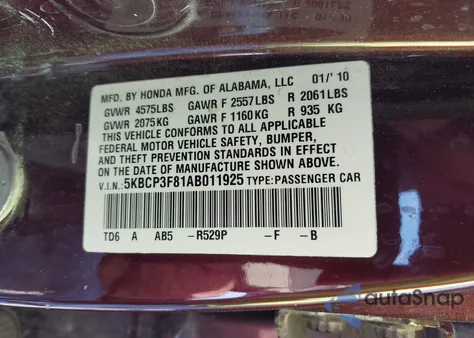 MFD. BY HONDA MFG. OF ALABAMA, LLC 01/'10
GVWR 4575LBS GAWR F 2557LBS R 2061LBS
GVWR 2075KG GAWR F 1160KG R 935 KG
THIS VEHICLE CONFORMS TO ALL APPLICABLE
FEDERAL MOTOR VEHICLE SAFETY, BUMPER,
AND THEFT PREVENTION STANDARDS IN EFFECT
ON THE DATE OF MANUFACTURE SHOWN ABOVE.
V.I.N.:5KBCP3F81AB011925 TYPE:PASSENGER CAR
TD6 A AB5 -R529P -F -B
autoSnap